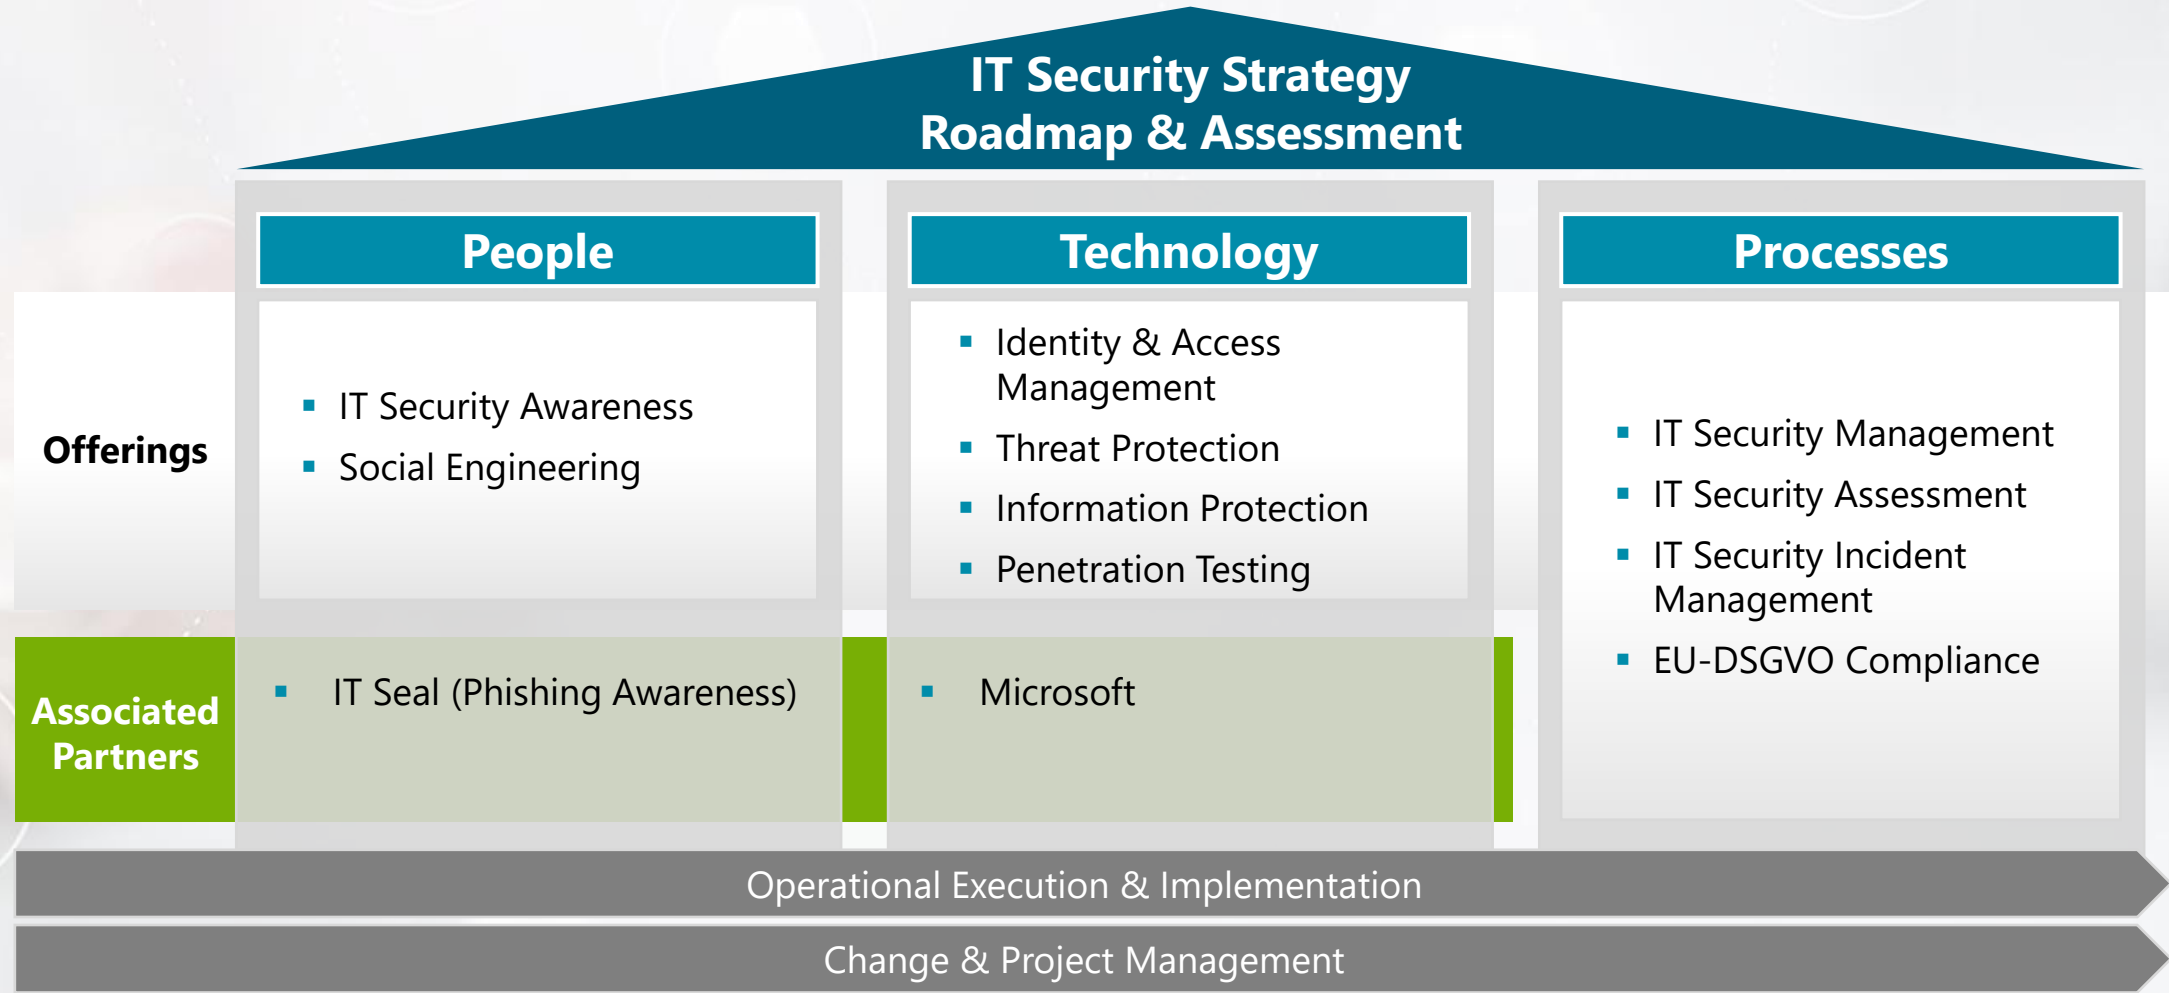 IT Security Strategy
Roadmap & Assessment
People
Technology
Processes
Offerings
▪ IT Security Awareness
▪ Social Engineering
▪ Identity & Access
Management
▪ Threat Protection
▪ Information Protection
▪ Penetration Testing
▪ IT Security Management
▪ IT Security Assessment
▪ IT Security Incident
Management
▪ EU-DSGVO Compliance
Associated
Partners
▪ IT Seal (Phishing Awareness)
▪ Microsoft
Operational Execution & Implementation
Change & Project Management